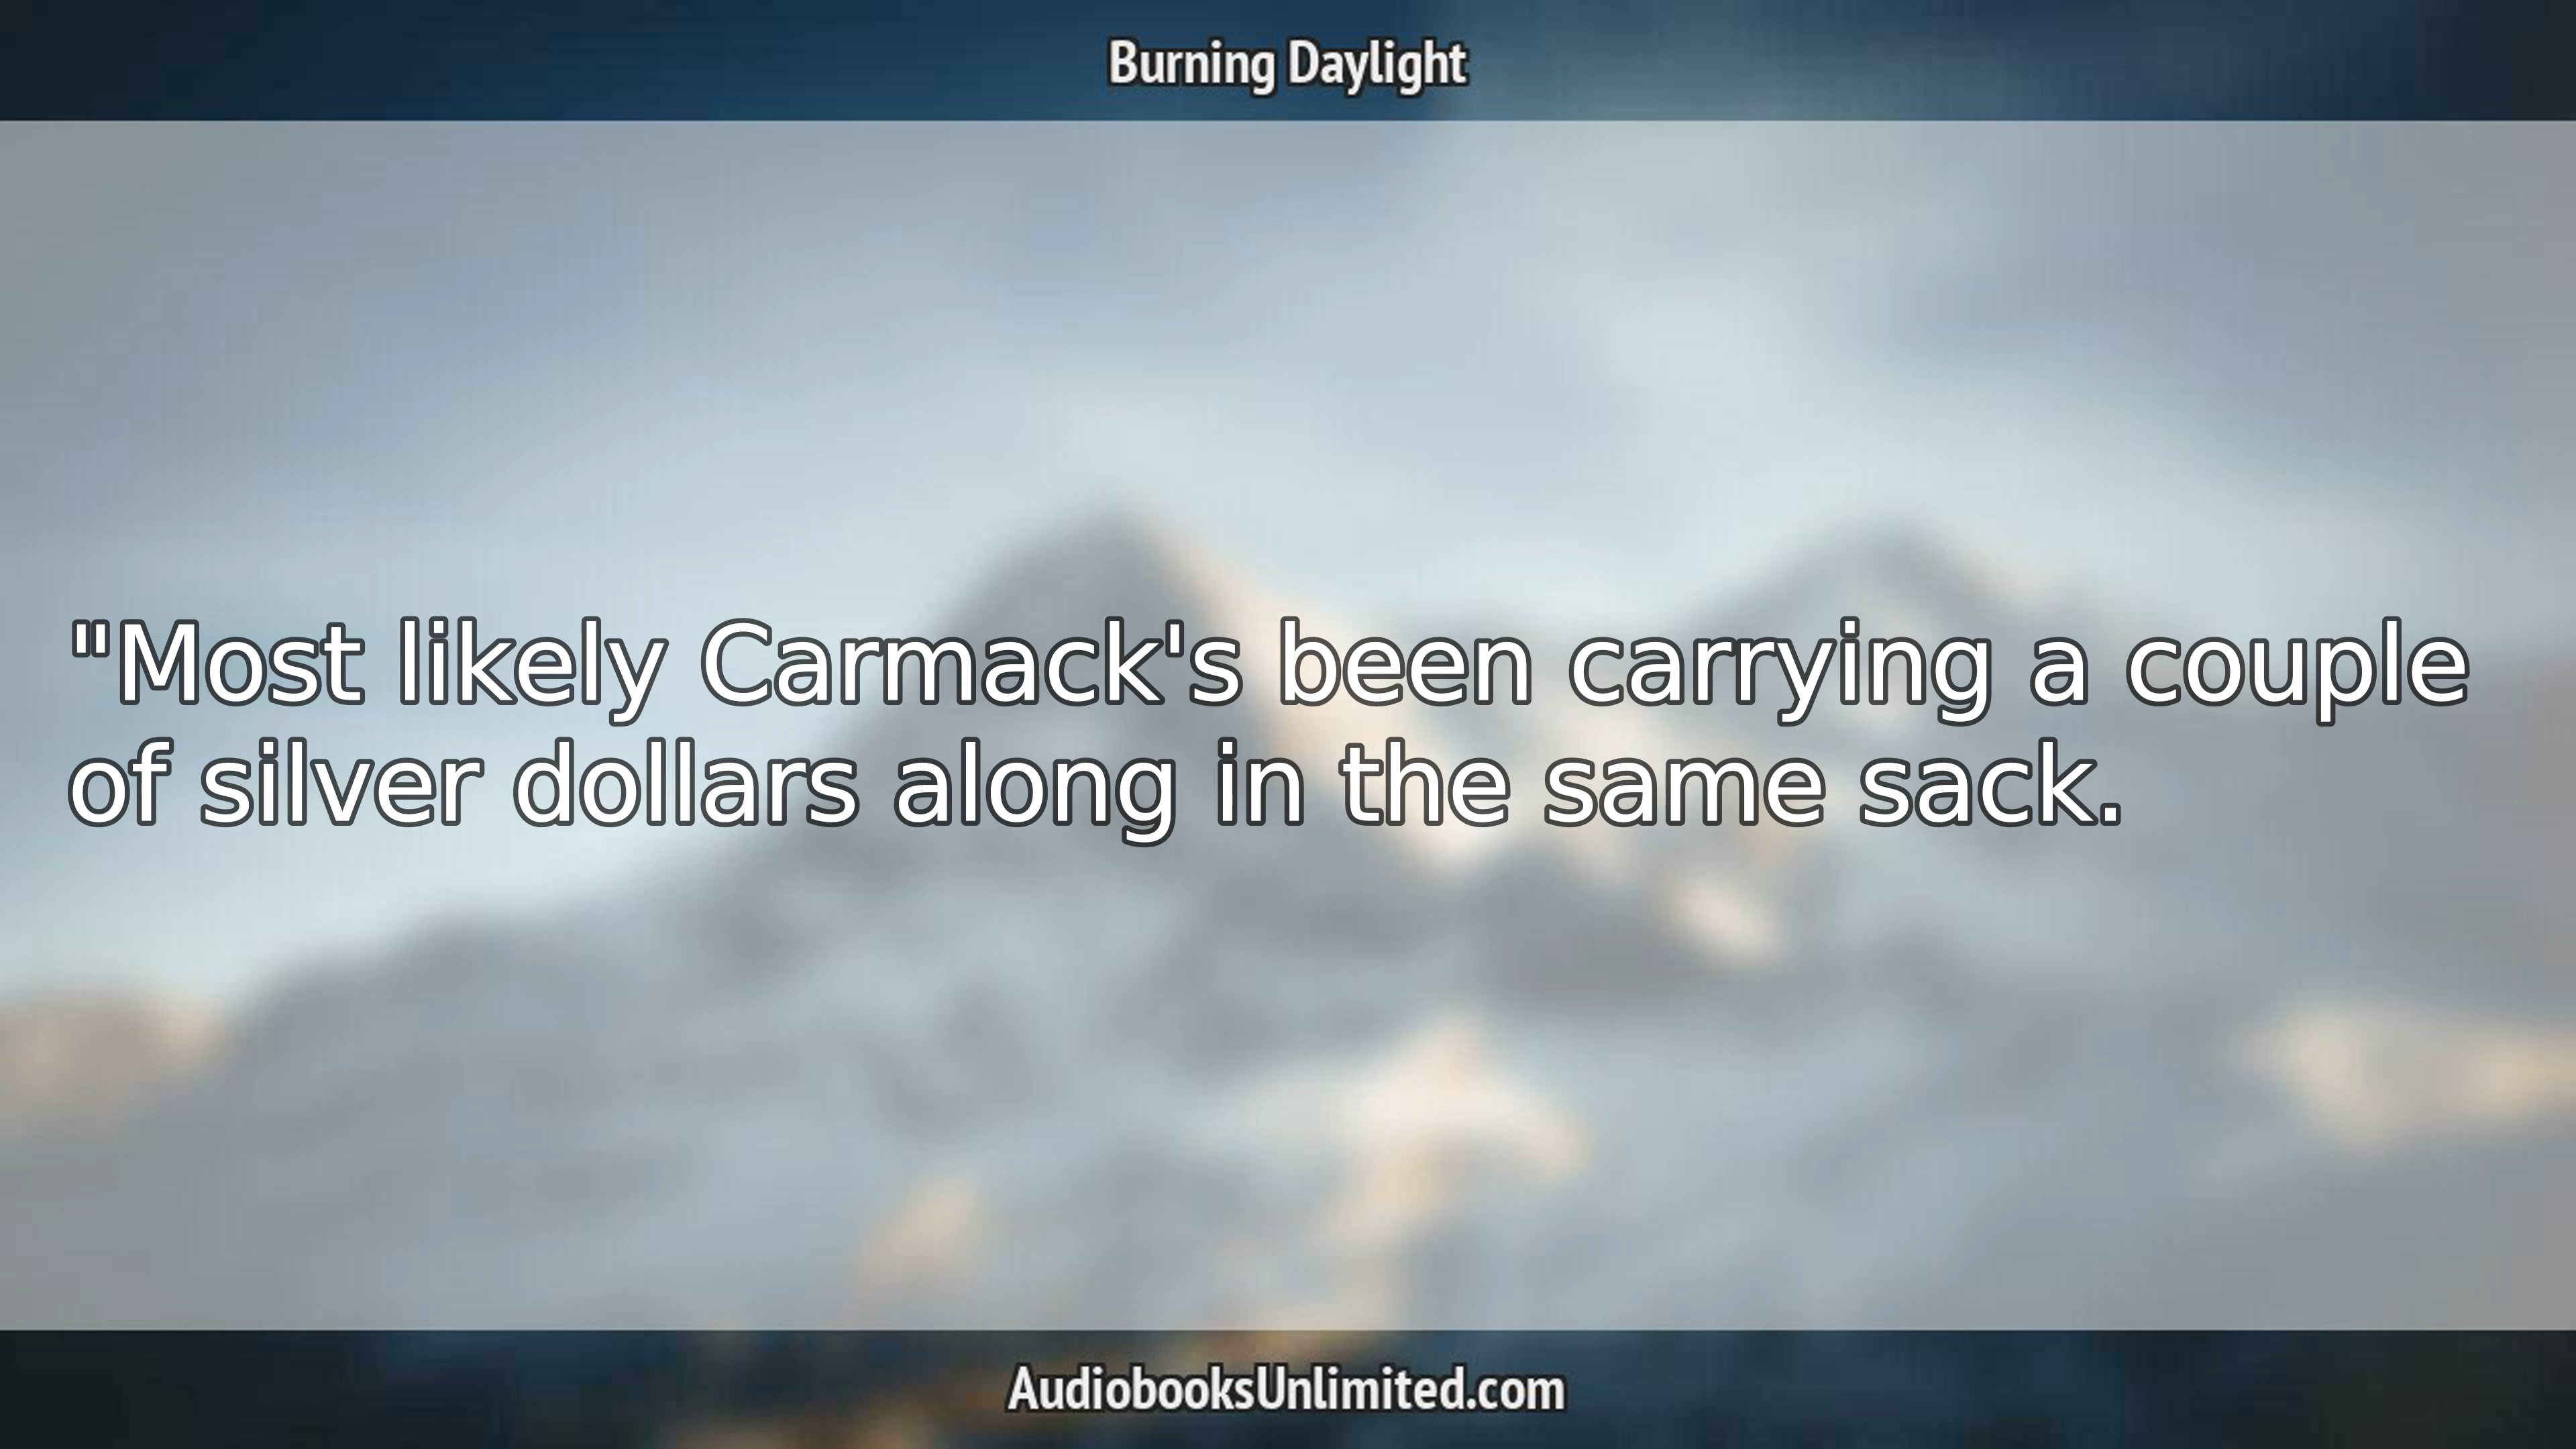 Burning Daylight
"Most likely Carmack's been carrying a couple
of silver dollars along in the same sack.
AudiobooksUnlimited.com